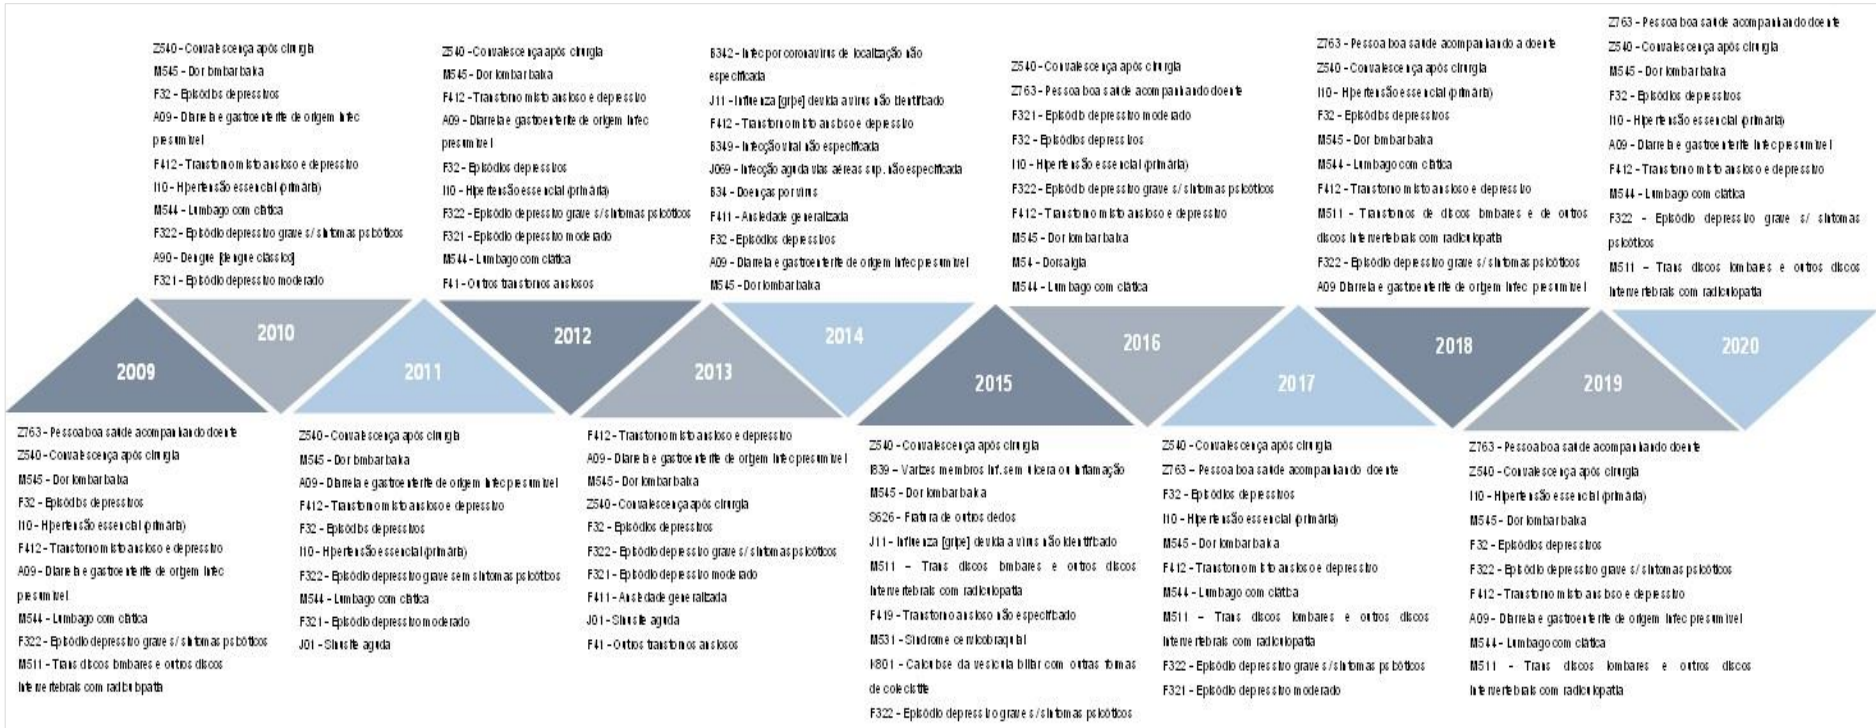 Z540 - Convalescença após cirurgia
M545 - Dor lombar baixa
F32 - Episódios depressivos
A09 - Diarreia e gastroenterite de origem infec
presumível
F412 - Transtorno misto ansioso e depressivo
I10 - Hipertensão essencial (primária)
M544 - Lumbago com ciática
F322 - Episódio depressivo grave s/ sintomas psicóticos
A90 - Dengue [dengue clássico]
F321 - Episódio depressivo moderado
Z540 - Convalescença após cirurgia
M545 - Dor lombar baixa
F412 - Transtorno misto ansioso e depressivo
A09 - Diarreia e gastroenterite de origem infec
presumível
F32 - Episódios depressivos
I10 - Hipertensão essencial (primária)
F322 - Episódio depressivo grave s/ sintomas psicóticos
F321 - Episódio depressivo moderado
M544 - Lumbago com ciática
F41 - Outros transtornos ansiosos
B342 - Infec por coronavírus de localização não
especificada
J11 - Influenza [gripe] devida a vírus não identificado
F412 - Transtorno misto ansioso e depressivo
B349 - Infecção viral não especificada
J069 - Infecção aguda vias aéreas sup. não especificada
B34 - Doenças por vírus
F411 - Ansiedade generalizada
F32 - Episódios depressivos
A09 - Diarreia e gastroenterite de origem infec presumível
M545 - Dor lombar baixa
Z540 - Convalescença após cirurgia
Z763 - Pessoa boa saúde acompanhando doente
F321 - Episódio depressivo moderado
F32 - Episódios depressivos
I10 - Hipertensão essencial (primária)
F322 - Episódio depressivo grave s/ sintomas psicóticos
F412 - Transtorno misto ansioso e depressivo
M545 - Dor lombar baixa
M54 - Dorsalgia
M544 - Lumbago com ciática
Z763 - Pessoa boa saúde acompanhando a doente
Z540 - Convalescença após cirurgia
I10 - Hipertensão essencial (primária)
F32 - Episódios depressivos
M545 - Dor lombar baixa
M544 - Lumbago com ciática
F412 - Transtorno misto ansioso e depressivo
M511 - Transtornos de discos lombares e de outros
discos intervertebrais com radiculopatia
F322 - Episódio depressivo grave s/ sintomas psicóticos
A09 Diarreia e gastroenterite de origem infec presumível
Z763 - Pessoa boa saúde acompanhando doente
Z540 - Convalescença após cirurgia
M545 - Dor lombar baixa
F32 - Episódios depressivos
I10 - Hipertensão essencial (primária)
A09 - Diarreia e gastroenterite infec presumível
F412 - Transtorno misto ansioso e depressivo
M544 - Lumbago com ciática
F322 - Episódio depressivo grave s/ sintomas
psicóticos
M511 - Trans discos lombares e outros discos
intervertebrais com radiculopatia
2009
2010
2011
2012
2013
2014
2015
2016
2017
2018
2019
2020
Z763 - Pessoa boa saúde acompanhando doente
Z540 - Convalescença após cirurgia
M545 - Dor lombar baixa
F32 - Episódios depressivos
I10 - Hipertensão essencial (primária)
F412 - Transtorno misto ansioso e depressivo
A09 - Diarreia e gastroenterite de origem infec
presumível
M544 - Lumbago com ciática
F322 - Episódio depressivo grave s/ sintomas psicóticos
M511 - Trans discos lombares e outros discos
intervertebrais com radiculopatia
Z540 - Convalescença após cirurgia
M545 - Dor lombar baixa
A09 - Diarreia e gastroenterite de origem infec presumível
F412 - Transtorno misto ansioso e depressivo
F32 - Episódios depressivos
I10 - Hipertensão essencial (primária)
F322 - Episódio depressivo grave sem sintomas psicóticos
M544 - Lumbago com ciática
F321 - Episódio depressivo moderado
J01 - Sinusite aguda
F412 - Transtorno misto ansioso e depressivo
A09 - Diarreia e gastroenterite de origem infec presumível
M545 - Dor lombar baixa
Z540 - Convalescença após cirurgia
F32 - Episódios depressivos
F322 - Episódio depressivo grave s/ sintomas psicóticos
F321 - Episódio depressivo moderado
F411 - Ansiedade generalizada
J01 - Sinusite aguda
F41 - Outros transtornos ansiosos
Z540 - Convalescença após cirurgia
I839 - Varizes membros inf. sem úlcera ou inflamação
M545 - Dor lombar baixa
S626 - Fratura de outros dedos
J11 - Influenza [gripe] devida a vírus não identificado
M511 - Trans discos lombares e outros discos
intervertebrais com radiculopatia
F419 - Transtorno ansioso não especificado
M531 - Síndrome cervicobraquial
K801 - Calculose da vesícula biliar com outras formas
de colecistite
F322 - Episódio depressivo grave s/ sintomas psicóticos
Z540 - Convalescença após cirurgia
Z763 - Pessoa boa saúde acompanhando doente
F32 - Episódios depressivos
I10 - Hipertensão essencial (primária)
M545 - Dor lombar baixa
F412 - Transtorno misto ansioso e depressivo
M544 - Lumbago com ciática
M511 - Trans discos lombares e outros discos
intervertebrais com radiculopatia
F322 - Episódio depressivo grave s/ sintomas psicóticos
F321 - Episódio depressivo moderado
Z763 - Pessoa boa saúde acompanhando doente
Z540 - Convalescença após cirurgia
I10 - Hipertensão essencial (primária)
M545 - Dor lombar baixa
F32 - Episódios depressivos
F322 - Episódio depressivo grave s/ sintomas psicóticos
F412 - Transtorno misto ansioso e depressivo
A09 - Diarreia e gastroenterite de origem infec presumível
M544 - Lumbago com ciática
M511 - Trans discos lombares e outros discos
intervertebrais com radiculopatia